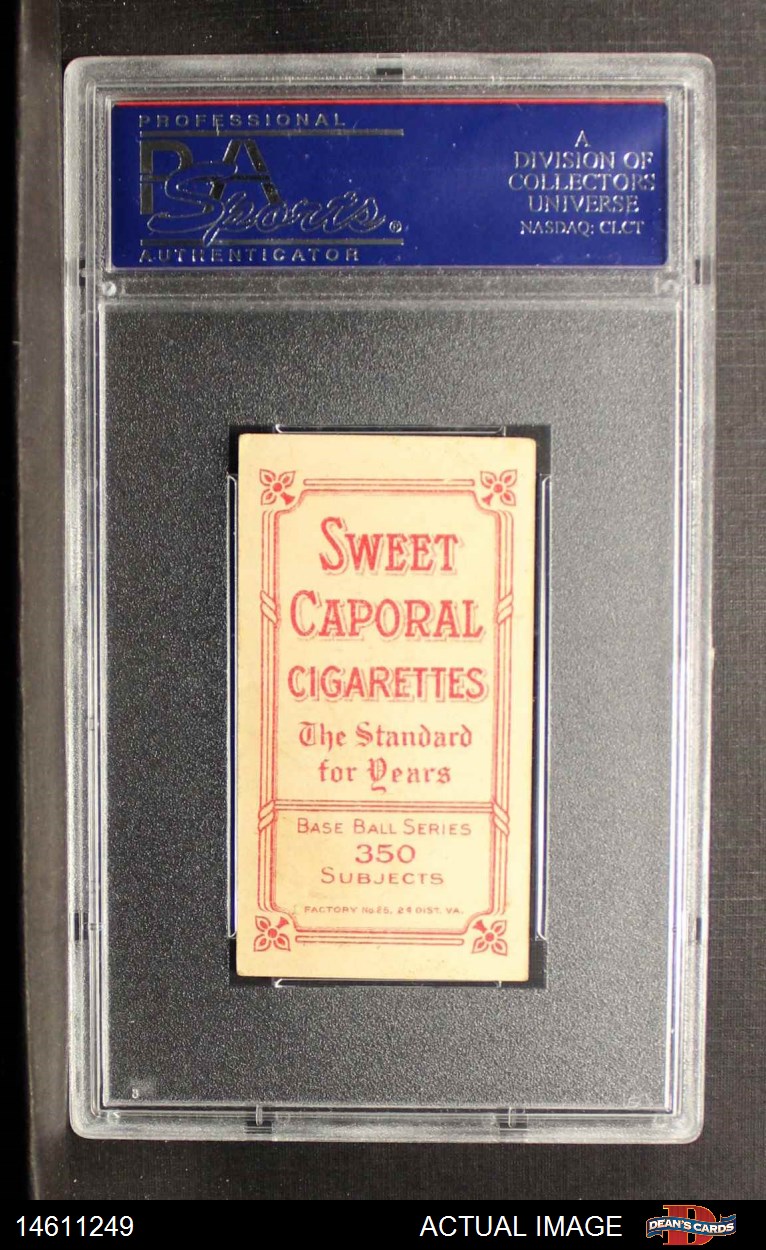 PROFESSIONAL
PSA
Sports®
AUTHENTICATOR
A
DIVISION OF
COLLECTORS
UNIVERSE
NASDAQ: CLCT
SWEET
CAPORAL
CIGARETTES
The Standard
for Years
BASE BALL SERIES
350
SUBJECTS
FACTORY No 25, 2d DIST. VA.
3
14611249
ACTUAL IMAGE
DEAN'S CARDS